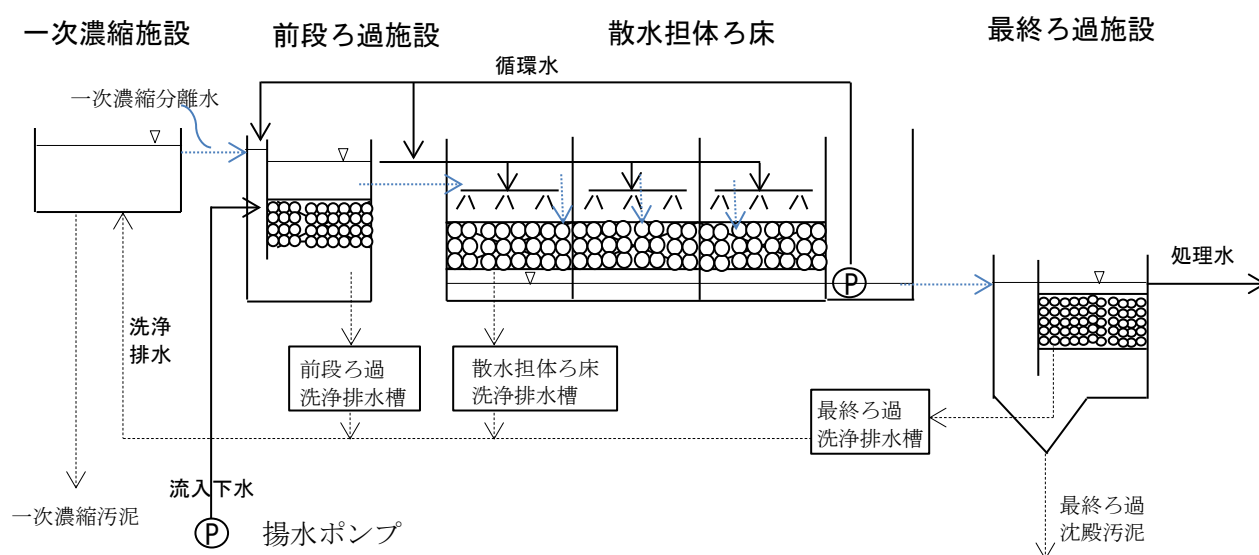 一次濃縮施設
前段ろ過施設
散水担体ろ床
最終ろ過施設
循環水
一次濃縮分離水
処理水
P
洗浄
排水
前段ろ過
洗浄排水槽
散水担体ろ床
洗浄排水槽
最終ろ過
洗浄排水槽
流入下水
一次濃縮汚泥
P
揚水ポンプ
最終ろ過
沈殿汚泥